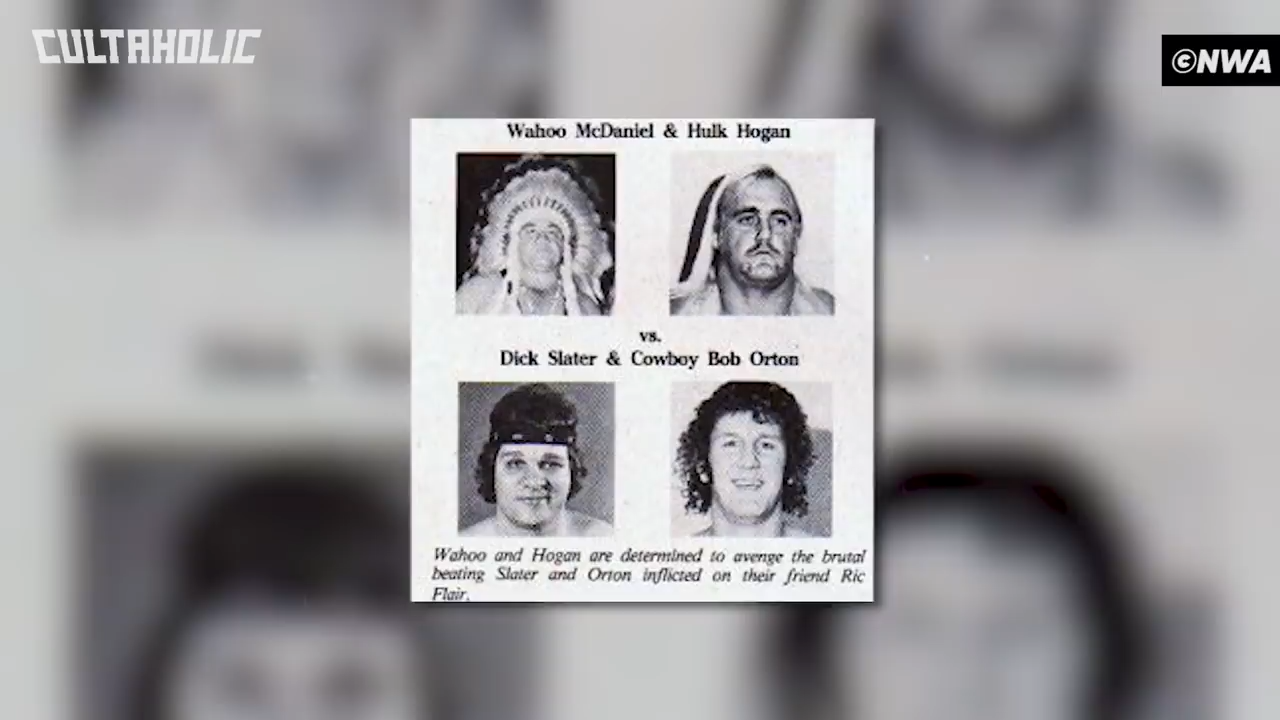 CULTAHOLIC
©NWA
Wahoo McDaniel & Hulk Hogan
vs.
Dick Slater & Cowboy Bob Orton
Wahoo and Hogan are determined to avenge the brutal
beating Slater and Orton inflicted on their friend Ric
Flair.